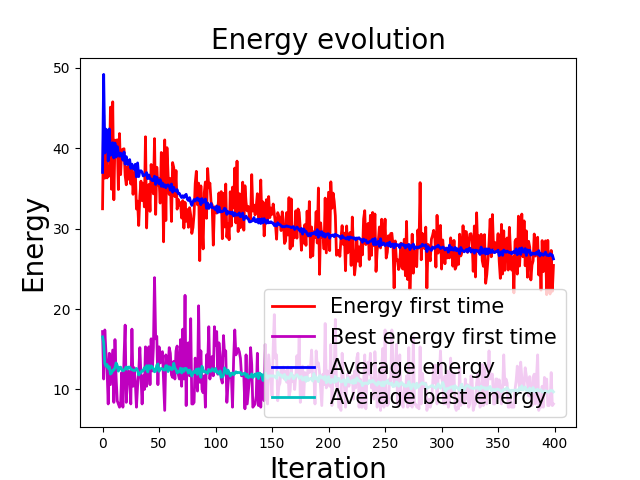 Energy evolution
50
40
30
20
10
Energy
Energy first time
Best energy first time
Average energy
Average best energy
0 50 100 150 200 250 300 350 400
Iteration